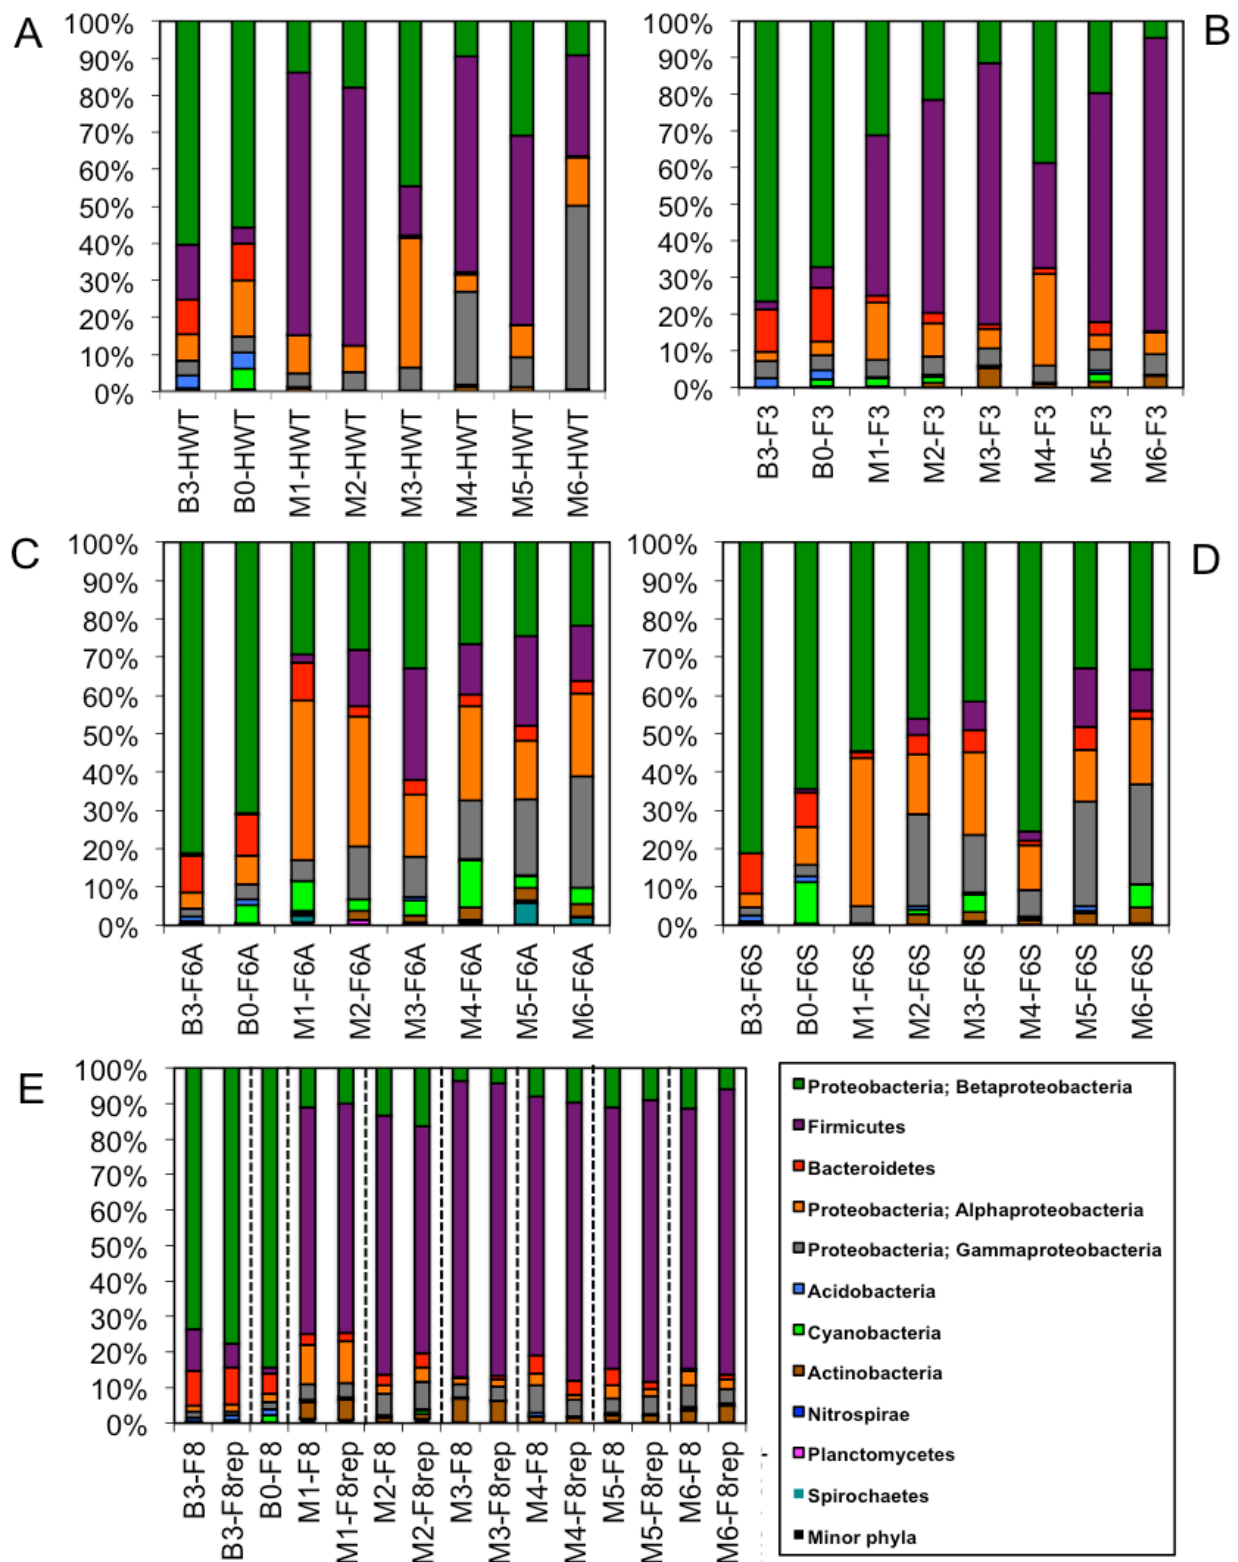 A
100%
90%
80%
70%
60%
50%
40%
30%
20%
10%
0%
B3-HWT
B0-HWT
M1-HWT
M2-HWT
M3-HWT
M4-HWT
M5-HWT
M6-HWT
B
100%
90%
80%
70%
60%
50%
40%
30%
20%
10%
0%
B3-F3
B0-F3
M1-F3
M2-F3
M3-F3
M4-F3
M5-F3
M6-F3
C
100%
90%
80%
70%
60%
50%
40%
30%
20%
10%
0%
B3-F6A
B0-F6A
M1-F6A
M2-F6A
M3-F6A
M4-F6A
M5-F6A
M6-F6A
D
100%
90%
80%
70%
60%
50%
40%
30%
20%
10%
0%
B3-F6S
B0-F6S
M1-F6S
M2-F6S
M3-F6S
M4-F6S
M5-F6S
M6-F6S
E
100%
90%
80%
70%
60%
50%
40%
30%
20%
10%
0%
B3-F8
B3-F8rep
B0-F8
M1-F8
M1-F8rep
M2-F8
M2-F8rep
M3-F8
M3-F8rep
M4-F8
M4-F8rep
M5-F8
M5-F8rep
M6-F8
M6-F8rep
Proteobacteria; Betaproteobacteria
Firmicutes
Bacteroidetes
Proteobacteria; Alphaproteobacteria
Proteobacteria; Gammaproteobacteria
Acidobacteria
Cyanobacteria
Actinobacteria
Nitrospirae
Planctomycetes
Spirochaetes
Minor phyla